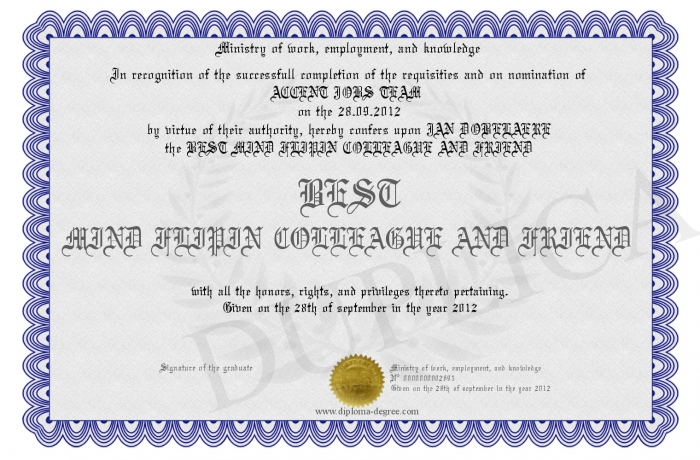 Ministry of work, employment, and knowledge
In recognition of the successfull completion of the requisities and on nomination of
ACCENT JOBS TEAM
on the 28.09.2012
by virtue of their authority, hereby confers upon JAN DOBELAERE
the BEST MIND FLIPIN COLLEAGUE AND FRIEND
BEST
MIND FLIPIN COLLEAGUE AND FRIEND
with all the honors, rights, and privileges thereto pertaining.
Given on the 28th of september in the year 2012
DUPLICA
Signature of the graduate
Ministry of work, employment, and knowledge
N° 0000000002893
Given on the 28th of september in the year 2012
www.diploma-degree.com